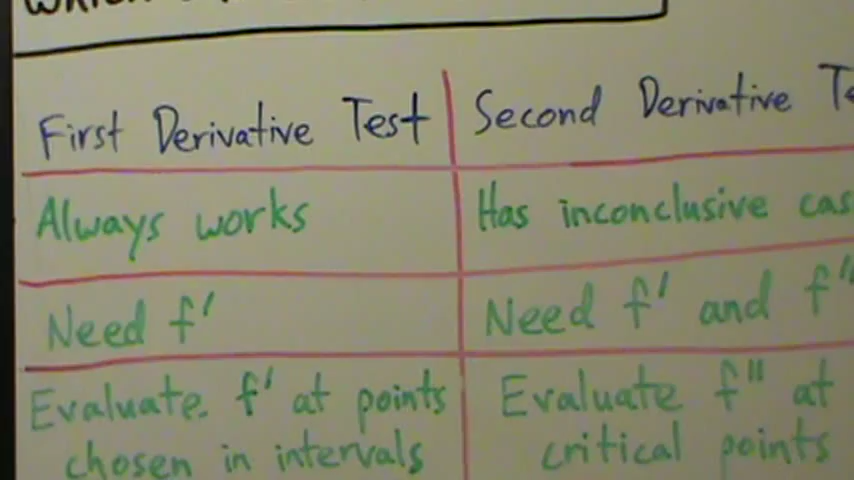 First Derivative Test
Second Derivative
Always works
Has inconclusive
Need f'
Need f' and f"
Evaluate f' at points
chosen in intervals
Evaluate f" at
critical points